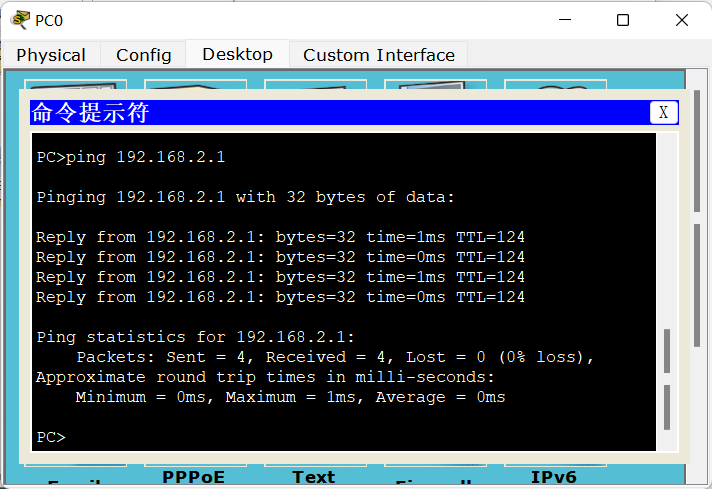 PC0
Physical Config Desktop Custom Interface
命令提示符 X
PC>ping 192.168.2.1
Pinging 192.168.2.1 with 32 bytes of data:
Reply from 192.168.2.1: bytes=32 time=1ms TTL=124
Reply from 192.168.2.1: bytes=32 time=0ms TTL=124
Reply from 192.168.2.1: bytes=32 time=1ms TTL=124
Reply from 192.168.2.1: bytes=32 time=0ms TTL=124
Ping statistics for 192.168.2.1:
Packets: Sent = 4, Received = 4, Lost = 0 (0% loss),
Approximate round trip times in milli-seconds:
Minimum = 0ms, Maximum = 1ms, Average = 0ms
PC>
PPPoE Text IPv6